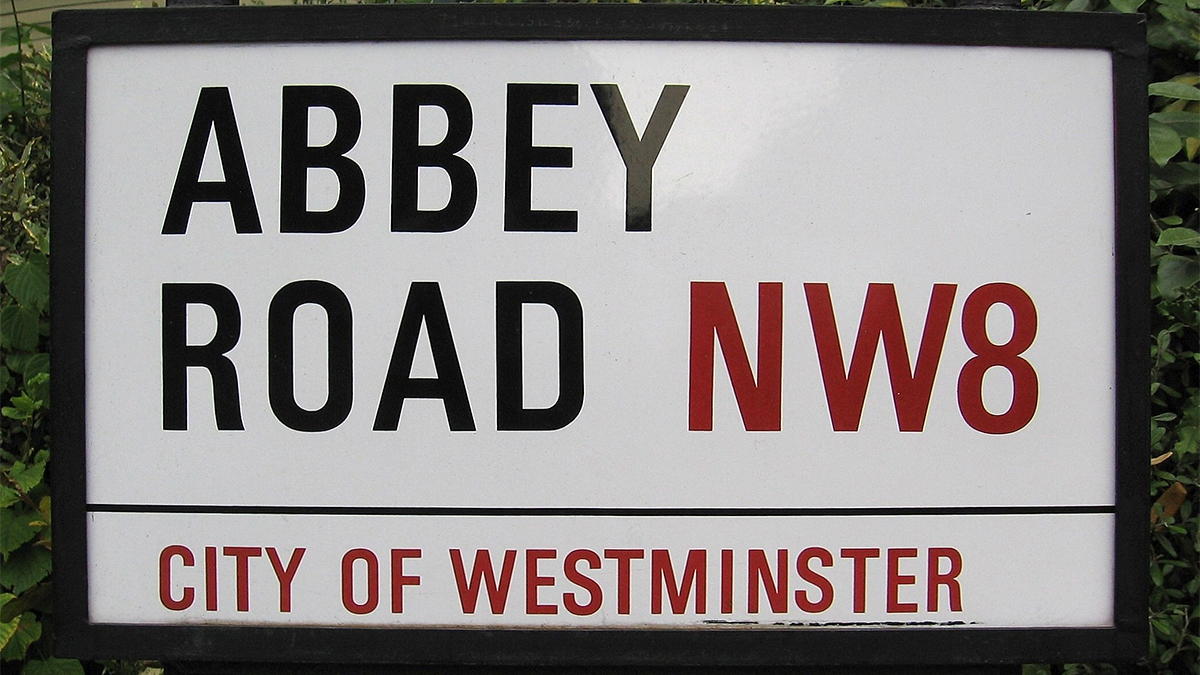 ABBEY
ROAD NW8
CITY OF WESTMINSTER